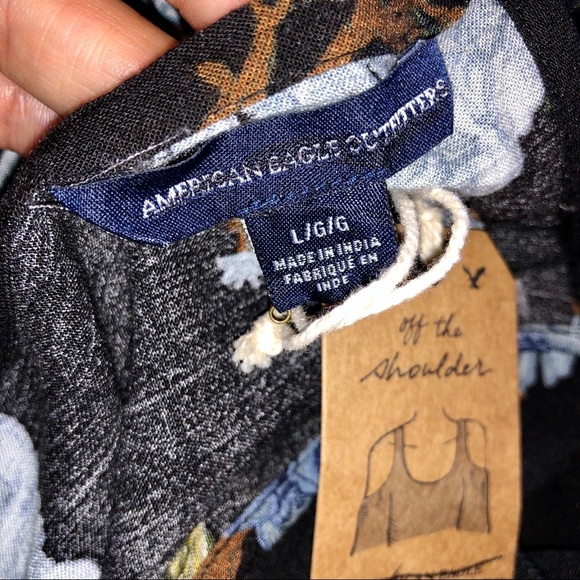 AMERICAN EAGLE OUTFITTERS
L/G/G
MADE IN INDIA
FABRIQUE EN
INDE
off the
shoulder